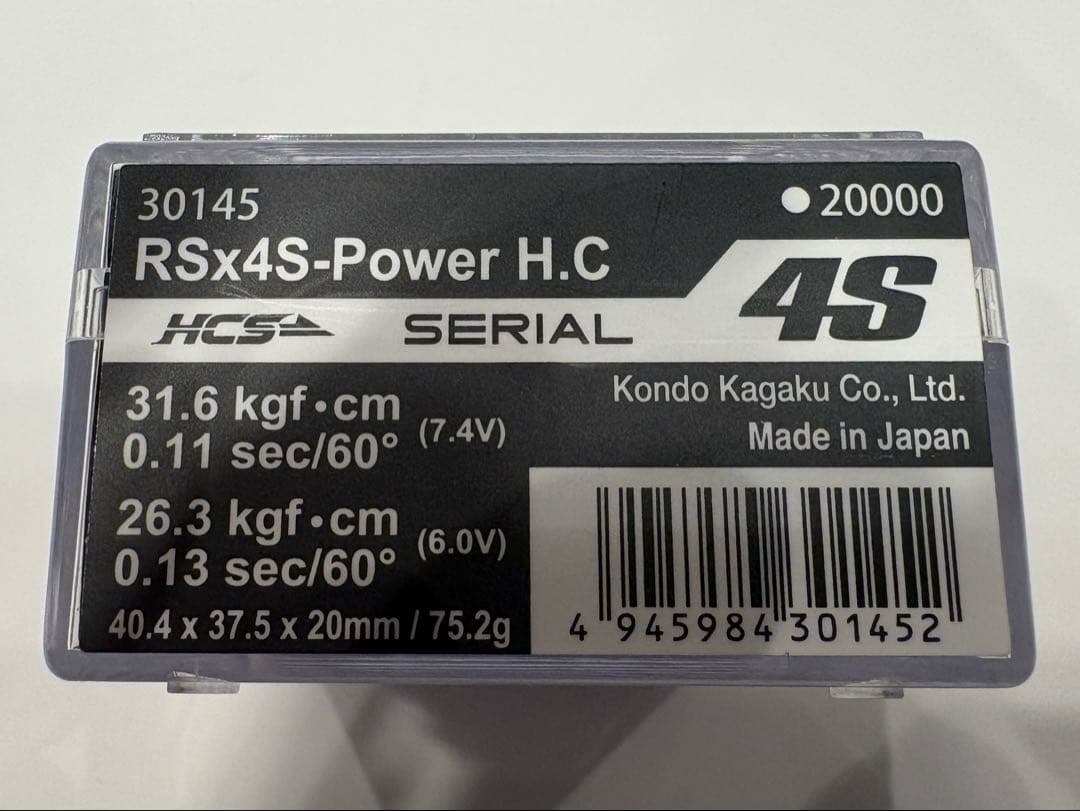 30145
●20000
RSx4S-Power H.C
4S
HCS
SERIAL
Kondo Kagaku Co., Ltd.
Made in Japan
31.6 kgf•cm
0.11 sec/60° (7.4V)
26.3 kgf•cm
0.13 sec/60° (6.0V)
40.4 x 37.5 x 20mm / 75.2g
4 945984 301452